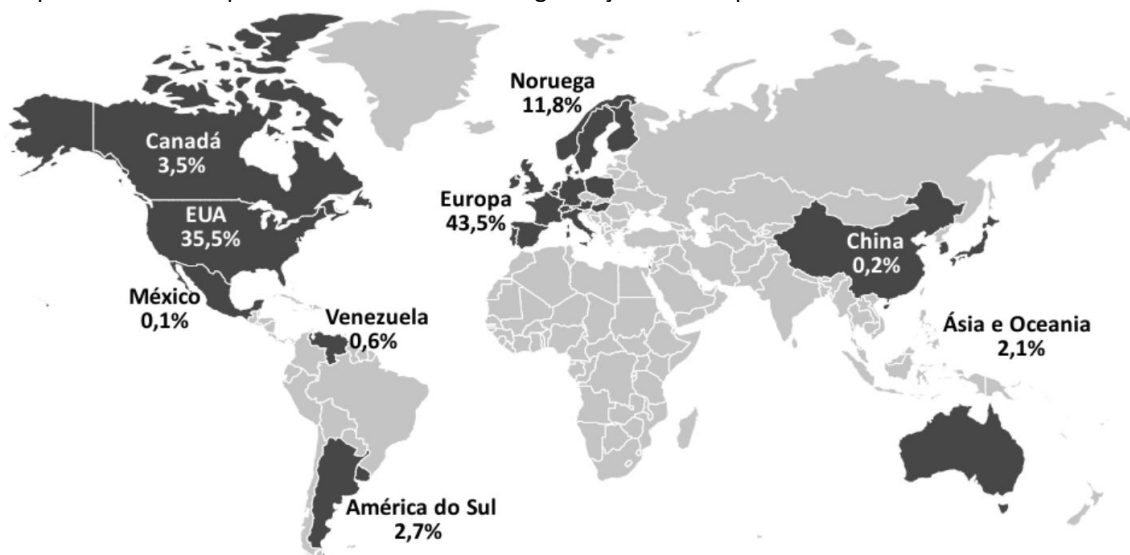 Noruega
11,8%
Canadá
3,5%
Europa
43,5%
EUA
35,5%
China
0,2%
México
0,1%
Venezuela
0,6%
Ásia e Oceania
2,1%
América do Sul
2,7%